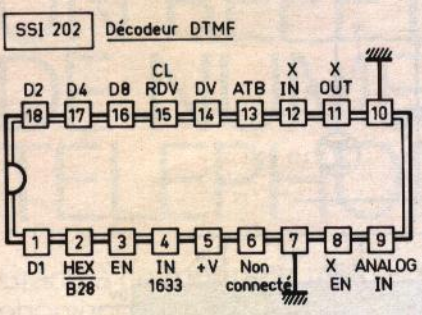 SSI 202 Décodeur DTMF
CL X X
D2 D4 D8 RDV DV ATB IN OUT
18 17 16 15 14 13 12 11 10
1 2 3 4 5 6 7 8 9
D1 HEX EN IN +V Non X ANALOG
B28 1633 connecté EN IN